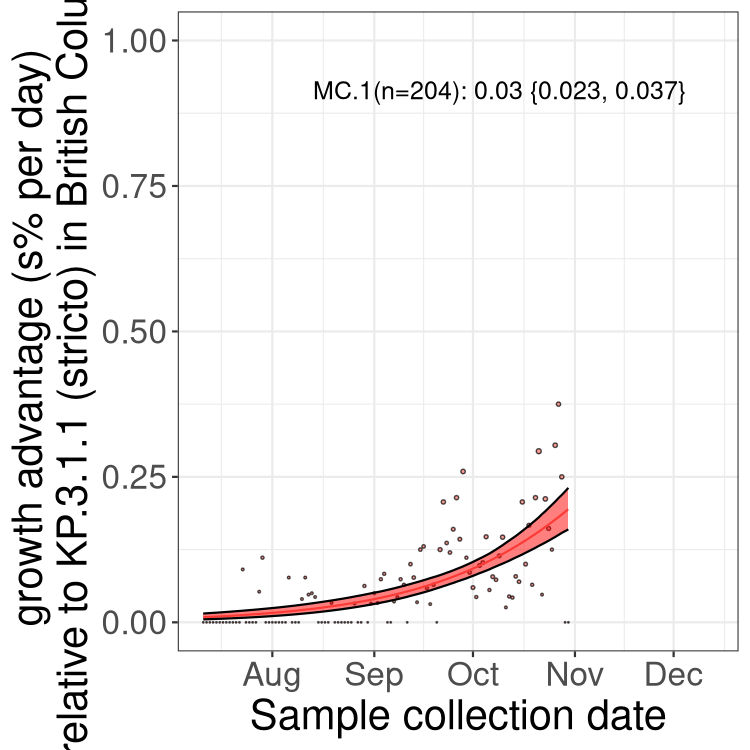 growth advantage (s% per day)
relative to KP.3.1.1 (stricto) in British Colu
1.00
0.75
0.50
0.25
0.00
MC.1(n=204): 0.03 {0.023, 0.037}
Aug Sep Oct Nov Dec
Sample collection date